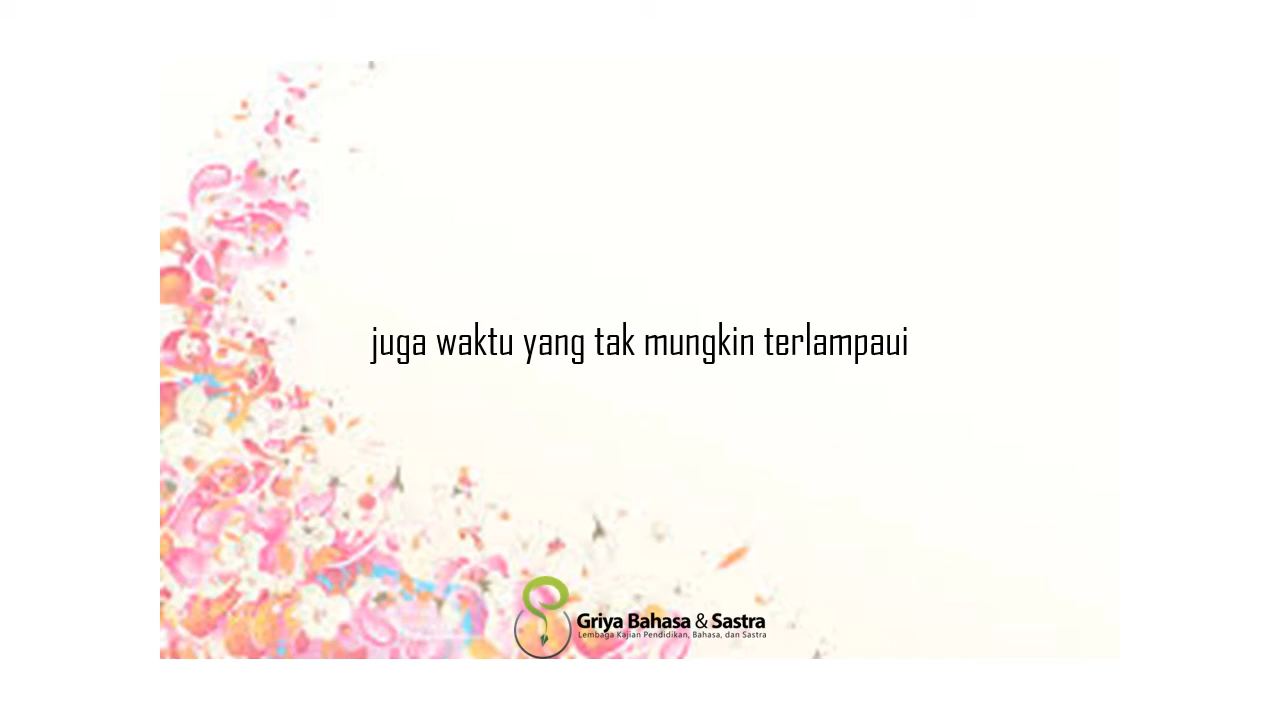 juga waktu yang tak mungkin terlampaui
Griya Bahasa & Sastra
Lembaga Kajian Pendidikan, Bahasa, dan Sastra